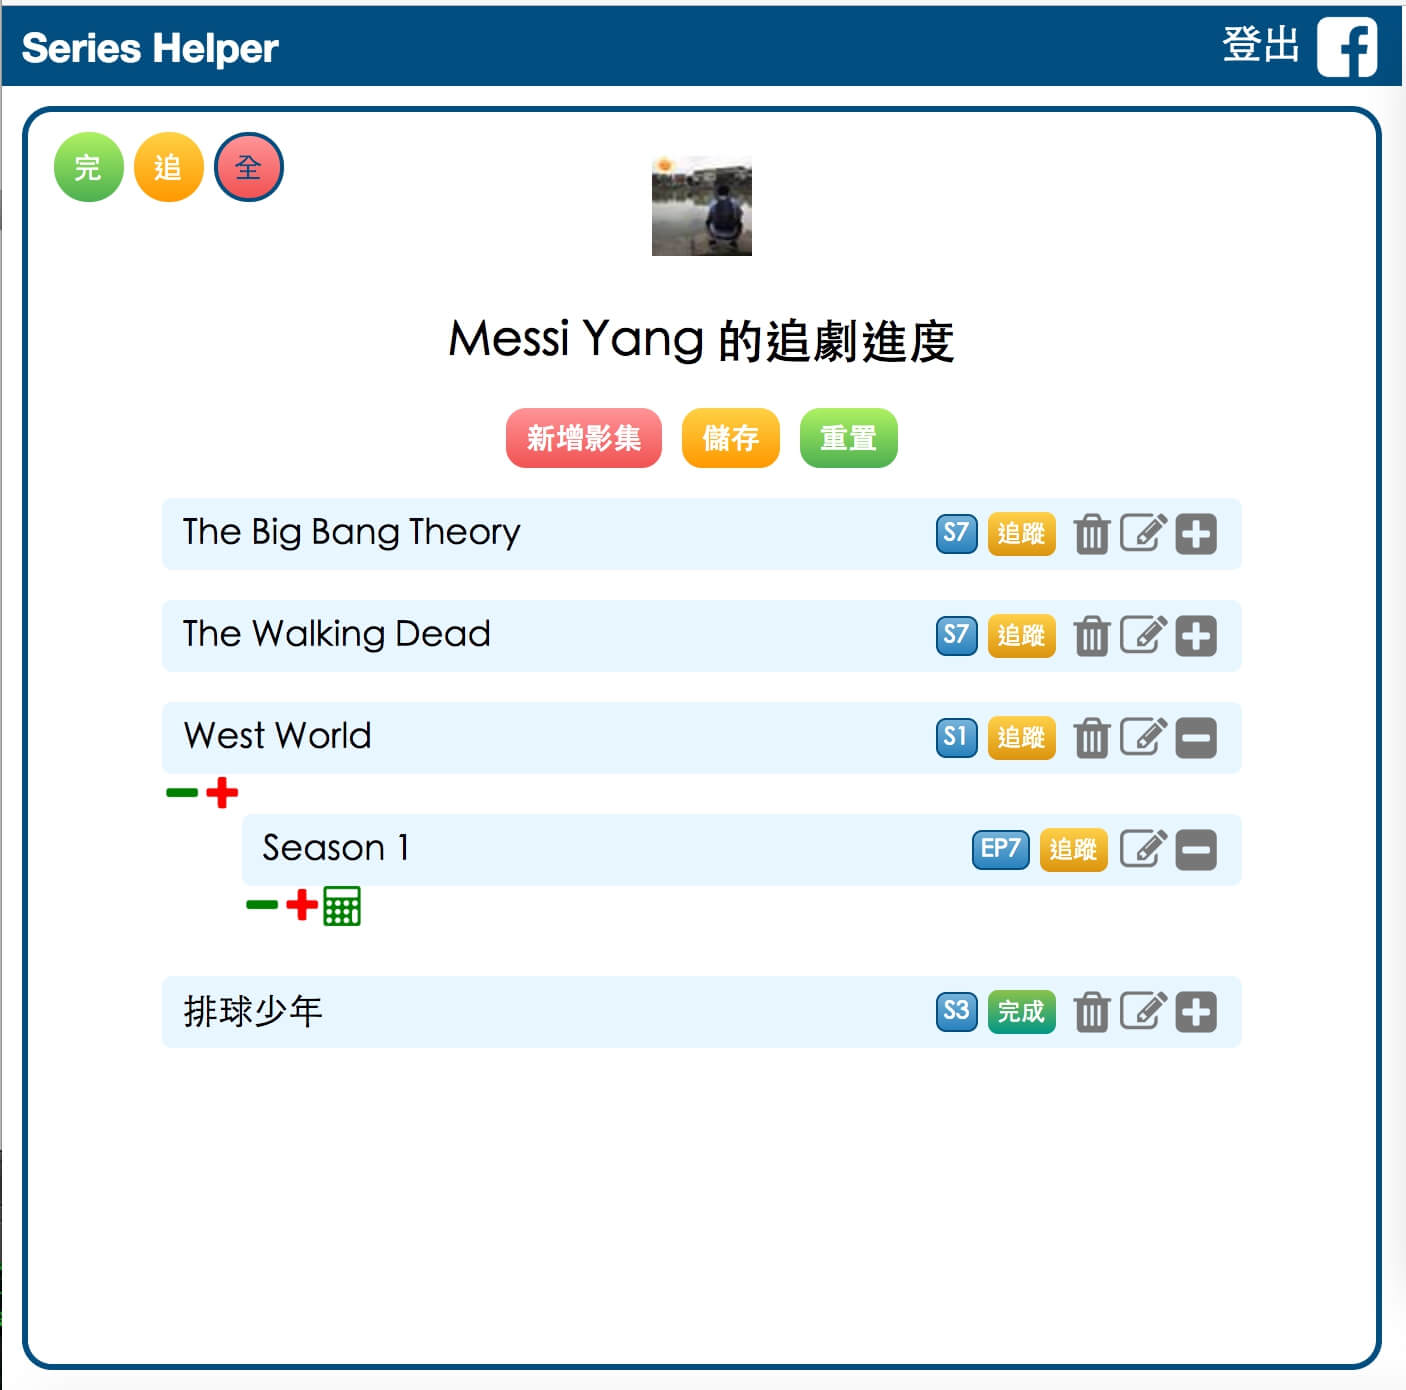 Series Helper 登出
完 追 全
Messi Yang 的追劇進度
新增影集 儲存 重置
The Big Bang Theory S7 追蹤
The Walking Dead S7 追蹤
West World S1 追蹤
Season 1 EP7 追蹤
排球少年 S3 完成